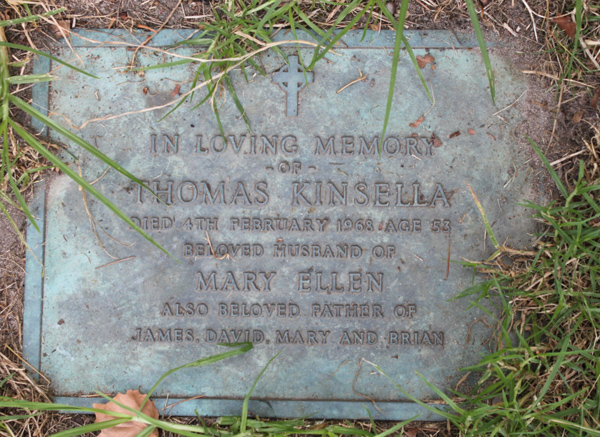 IN LOVING MEMORY
- OF -
THOMAS KINSELLA
DIED 4TH FEBRUARY 1968 AGE 53
BELOVED HUSBAND OF
MARY ELLEN
ALSO BELOVED FATHER OF
JAMES, DAVID, MARY AND BRIAN